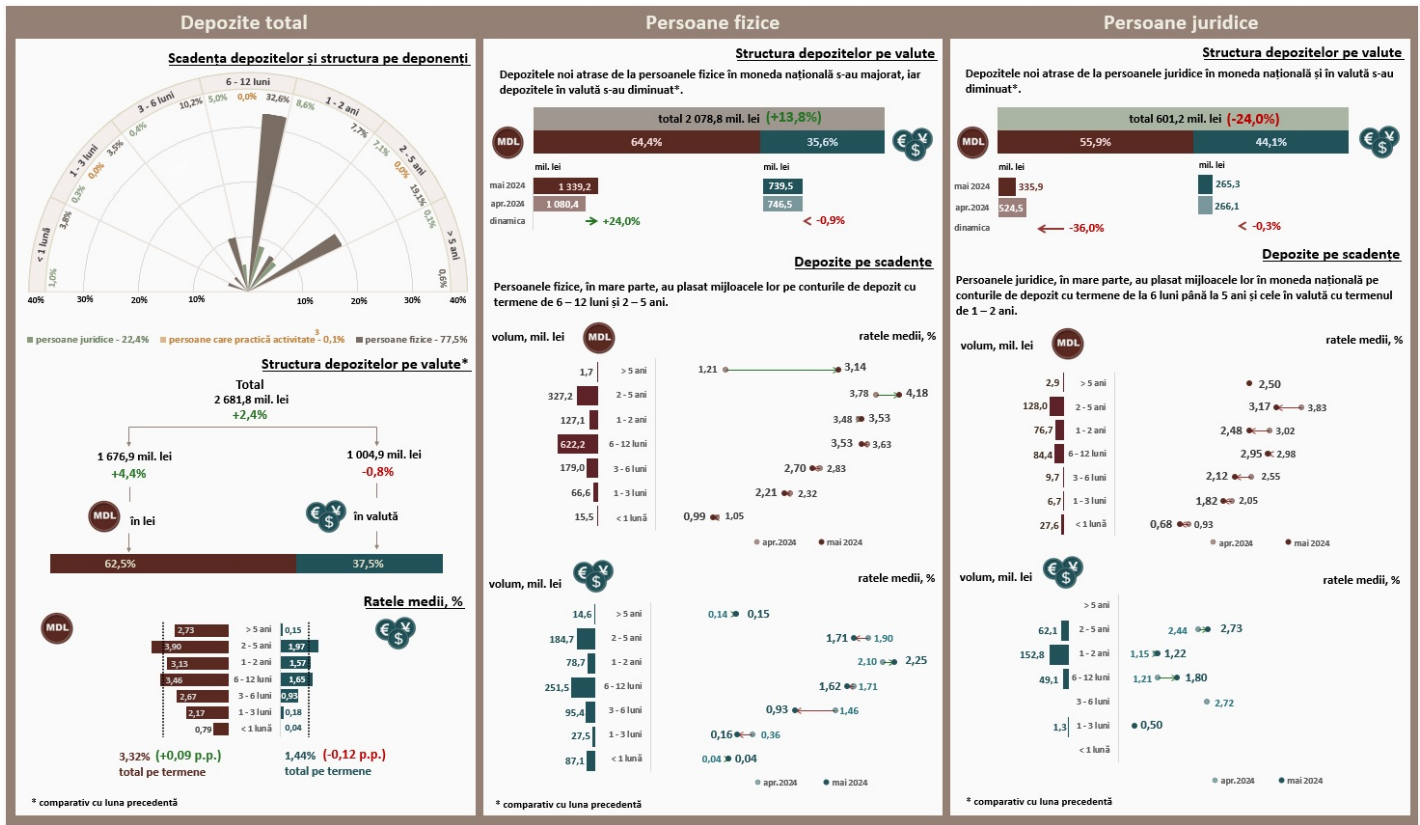 Depozite total
Scadența depozitelor și structura pe deponenți
< 1 lună
1 - 3 luni
3 - 6 luni
6 - 12 luni
1 - 2 ani
2 - 5 ani
> 5 ani
1,0%
3,8%
0,3%
0,0%
3,5%
0,4%
10,2%
5,0%
0,0%
32,6%
8,6%
7,7%
7,1%
0,0%
19,1%
0,1%
0,6%
40%
30%
20%
10%
10%
20%
30%
40%
persoane juridice - 22,4%
persoane care practică activitate 3 - 0,1%
persoane fizice - 77,5%
Structura depozitelor pe valute*
Total
2 681,8 mil. lei
+2,4%
1 676,9 mil. lei
+4,4%
1 004,9 mil. lei
-0,8%
MDL
în lei
€ ¥ $
în valută
62,5%
37,5%
Ratele medii, %
MDL
€ ¥ $
2,73 > 5 ani 0,15
3,90 2 - 5 ani 1,97
3,13 1 - 2 ani 1,57
3,46 6 - 12 luni 1,65
2,67 3 - 6 luni 0,93
2,17 1 - 3 luni 0,18
0,79 < 1 lună 0,04
3,32% (+0,09 p.p.)
total pe termene
1,44% (-0,12 p.p.)
total pe termene
* comparativ cu luna precedentă
Persoane fizice
Structura depozitelor pe valute
Depozitele noi atrase de la persoanele fizice în moneda națională s-au majorat, iar
depozitele în valută s-au diminuat*.
total 2 078,8 mil. lei (+13,8%)
MDL
64,4%
35,6%
€ ¥ $
mil. lei
mil. lei
mai 2024 1 339,2 739,5
apr.2024 1 080,4 746,5
dinamica +24,0% -0,9%
Depozite pe scadențe
Persoanele fizice, în mare parte, au plasat mijloacele lor pe conturile de depozit cu
termene de 6 – 12 luni și 2 – 5 ani.
volum, mil. lei
MDL
ratele medii, %
1,7 > 5 ani 1,21 3,14
327,2 2 - 5 ani 3,78 4,18
127,1 1 - 2 ani 3,48 3,53
622,2 6 - 12 luni 3,53 3,63
179,0 3 - 6 luni 2,70 2,83
66,6 1 - 3 luni 2,21 2,32
15,5 < 1 lună 0,99 1,05
apr.2024
mai 2024
volum, mil. lei
€ ¥ $
ratele medii, %
14,6 > 5 ani 0,14 0,15
184,7 2 - 5 ani 1,71 1,90
78,7 1 - 2 ani 2,10 2,25
251,5 6 - 12 luni 1,62 1,71
95,4 3 - 6 luni 0,93 1,46
27,5 1 - 3 luni 0,16 0,36
87,1 < 1 lună 0,04 0,04
apr.2024
mai 2024
* comparativ cu luna precedentă
Persoane juridice
Structura depozitelor pe valute
Depozitele noi atrase de la persoanele juridice în moneda națională și în valută s-au
diminuat*.
total 601,2 mil. lei (-24,0%)
MDL
55,9%
44,1%
€ ¥ $
mil. lei
mil. lei
mai 2024 335,9 265,3
apr.2024 524,5 266,1
dinamica -36,0% -0,3%
Depozite pe scadențe
Persoanele juridice, în mare parte, au plasat mijloacele lor în moneda națională pe
conturile de depozit cu termene de la 6 luni până la 5 ani și cele în valută cu termenul
de 1 – 2 ani.
volum, mil. lei
MDL
ratele medii, %
2,9 > 5 ani 2,50
128,0 2 - 5 ani 3,17 3,83
76,7 1 - 2 ani 2,48 3,02
84,4 6 - 12 luni 2,95 2,98
9,7 3 - 6 luni 2,12 2,55
6,7 1 - 3 luni 1,82 2,05
27,6 < 1 lună 0,68 0,93
apr.2024
mai 2024
volum, mil. lei
€ ¥ $
ratele medii, %
> 5 ani
62,1 2 - 5 ani 2,44 2,73
152,8 1 - 2 ani 1,15 1,22
49,1 6 - 12 luni 1,21 1,80
3 - 6 luni 2,72
1,3 1 - 3 luni 0,50
< 1 lună
apr.2024
mai 2024
* comparativ cu luna precedentă